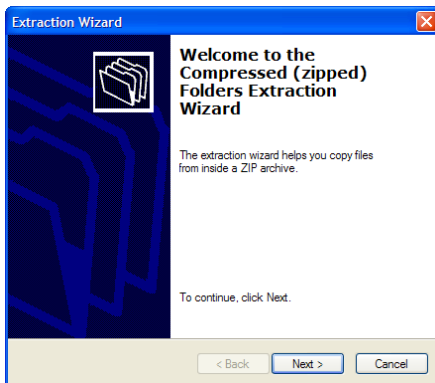 Extraction Wizard
Welcome to the
Compressed (zipped)
Folders Extraction
Wizard
The extraction wizard helps you copy files
from inside a ZIP archive.
To continue, click Next.
< Back
Next >
Cancel